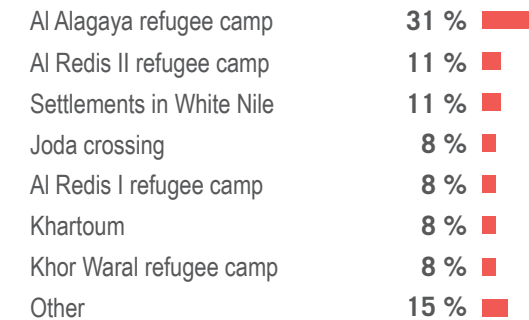 Al Alagaya refugee camp 31 %
Al Redis II refugee camp 11 %
Settlements in White Nile 11 %
Joda crossing 8 %
Al Redis I refugee camp 8 %
Khartoum 8 %
Khor Waral refugee camp 8 %
Other 15 %